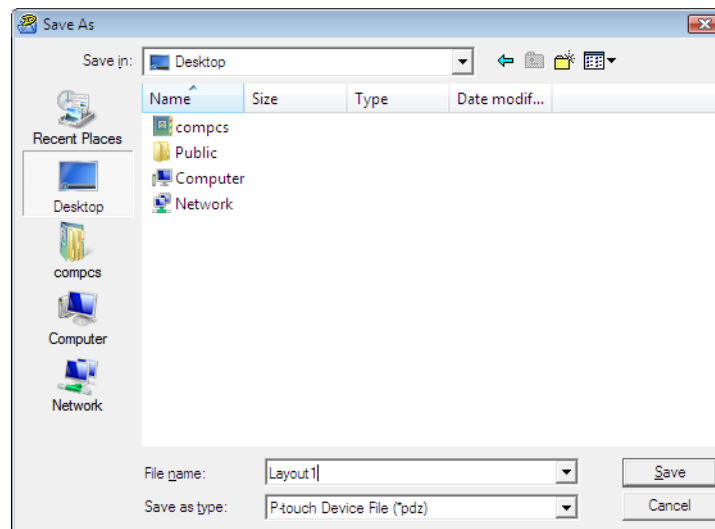 Save As
Save in: Desktop
Name Size Type Date modif...
compcs
Public
Computer
Network
Recent Places
Desktop
compcs
Computer
Network
File name: Layout1 Save
Save as type: P-touch Device File (*pdz) Cancel